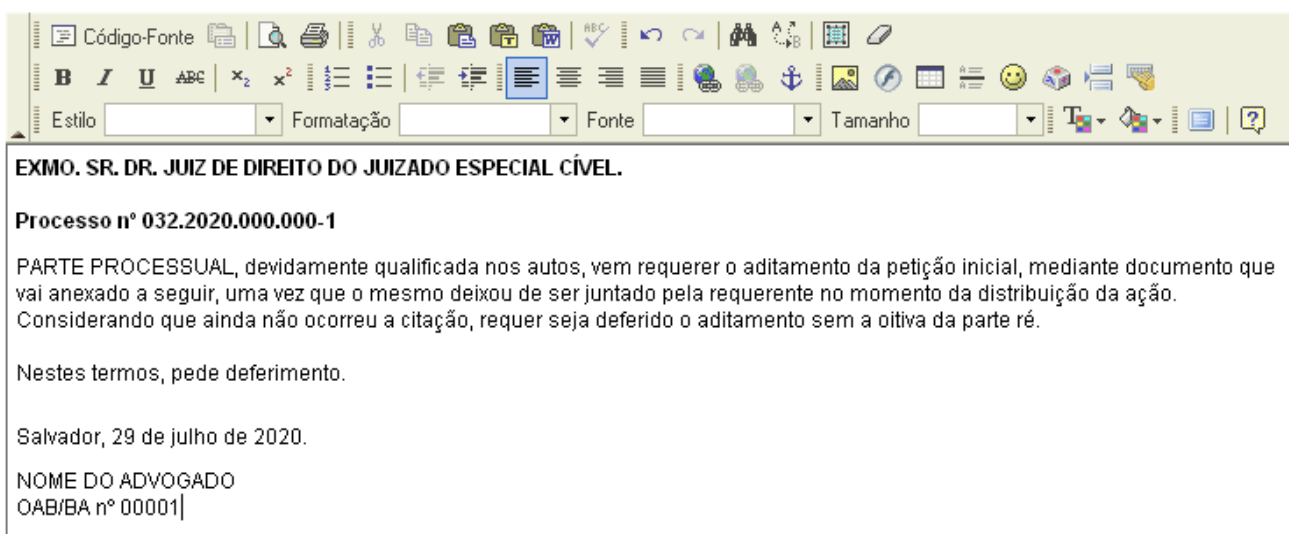 Código-Fonte
B I U ABC x₂ x²
Estilo Formatação Fonte Tamanho
EXMO. SR. DR. JUIZ DE DIREITO DO JUIZADO ESPECIAL CÍVEL.
Processo nº 032.2020.000.000-1
PARTE PROCESSUAL, devidamente qualificada nos autos, vem requerer o aditamento da petição inicial, mediante documento que
vai anexado a seguir, uma vez que o mesmo deixou de ser juntado pela requerente no momento da distribuição da ação.
Considerando que ainda não ocorreu a citação, requer seja deferido o aditamento sem a oitiva da parte ré.
Nestes termos, pede deferimento.
Salvador, 29 de julho de 2020.
NOME DO ADVOGADO
OAB/BA nº 00001